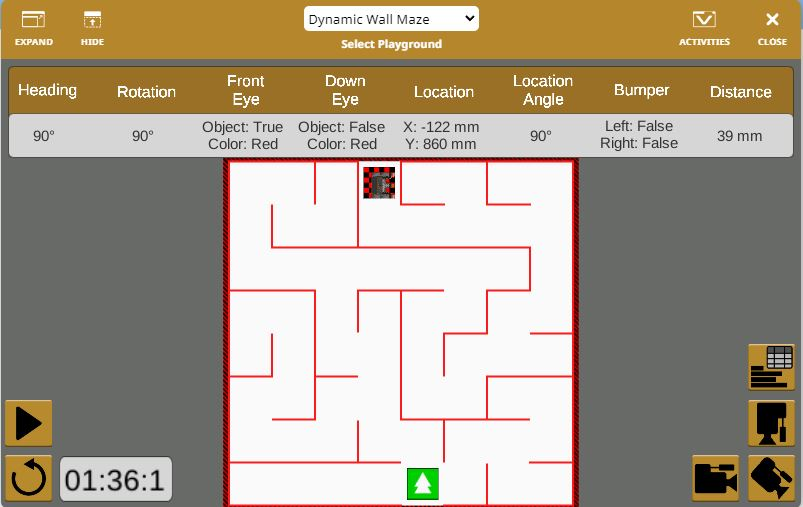 Dynamic Wall Maze
EXPAND
HIDE
Select Playground
ACTIVITIES
CLOSE
Heading
Rotation
Front
Eye
Down
Eye
Location
Location
Angle
Bumper
Distance
90°
90°
Object: True
Color: Red
Object: False
Color: Red
X: -122 mm
Y: 860 mm
90°
Left: False
Right: False
39 mm
01:36:1